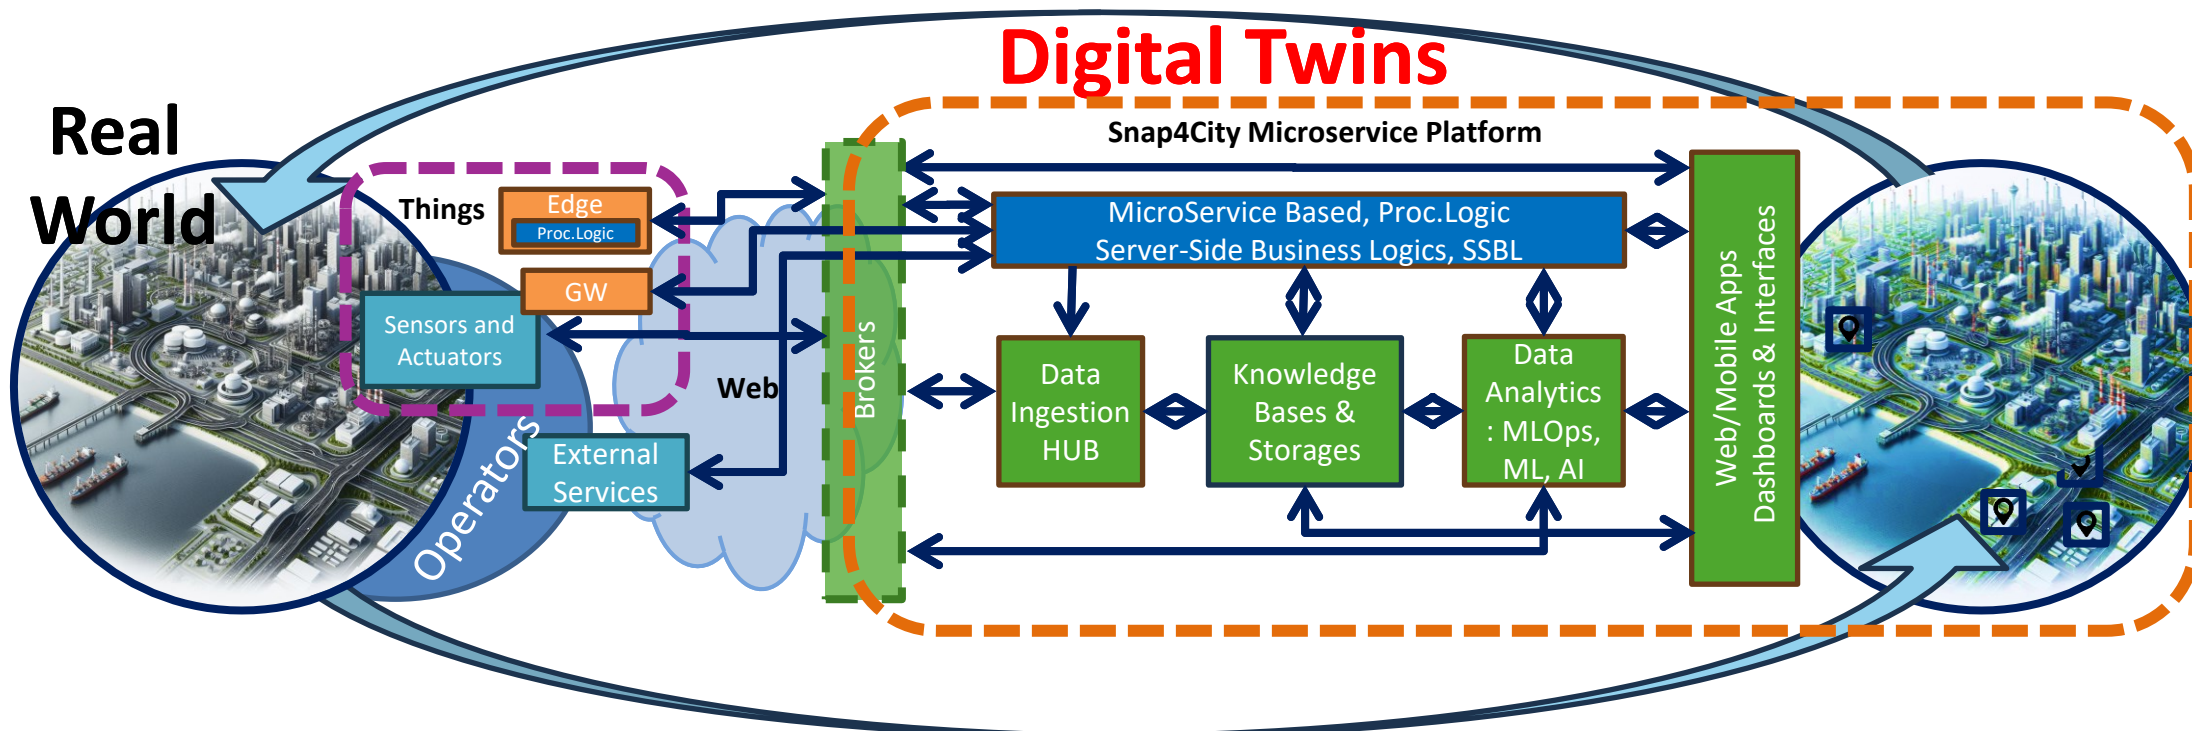 Digital Twins
Real
World
Snap4City Microservice Platform
Things
Edge
Proc.Logic
GW
Sensors and
Actuators
Operators
External
Services
Web
Brokers
MicroService Based, Proc.Logic
Server-Side Business Logics, SSBL
Data
Ingestion
HUB
Knowledge
Bases &
Storages
Data
Analytics
: MLOps,
ML, AI
Web/Mobile Apps
Dashboards & Interfaces